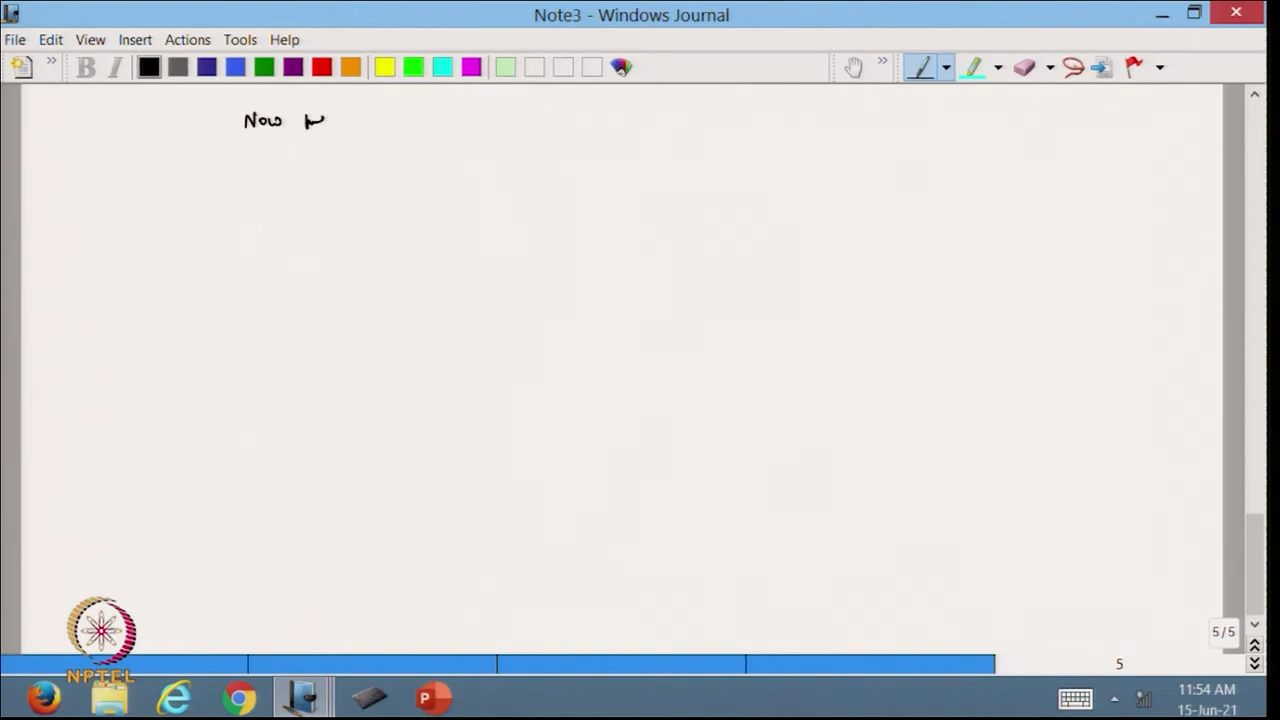 Note3 - Windows Journal
File Edit View Insert Actions Tools Help
B I
Now
5 / 5
5
NPTEL
11:54 AM
15-Jun-21